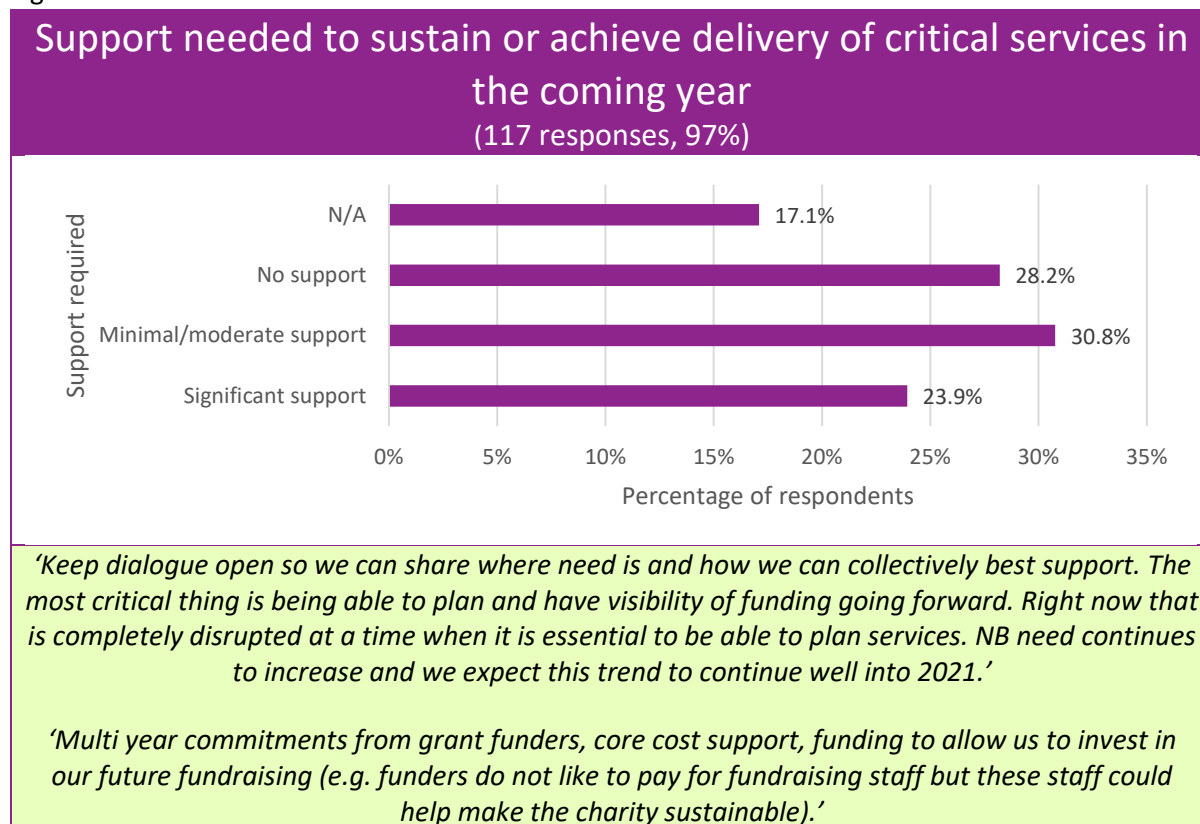 Support needed to sustain or achieve delivery of critical services in
the coming year
(117 responses, 97%)
Support required
N/A
17.1%
No support
28.2%
Minimal/moderate support
30.8%
Significant support
23.9%
0%
5%
10%
15%
20%
25%
30%
35%
Percentage of respondents
‘Keep dialogue open so we can share where need is and how we can collectively best support. The
most critical thing is being able to plan and have visibility of funding going forward. Right now that
is completely disrupted at a time when it is essential to be able to plan services. NB need continues
to increase and we expect this trend to continue well into 2021.’
‘Multi year commitments from grant funders, core cost support, funding to allow us to invest in
our future fundraising (e.g. funders do not like to pay for fundraising staff but these staff could
help make the charity sustainable).’